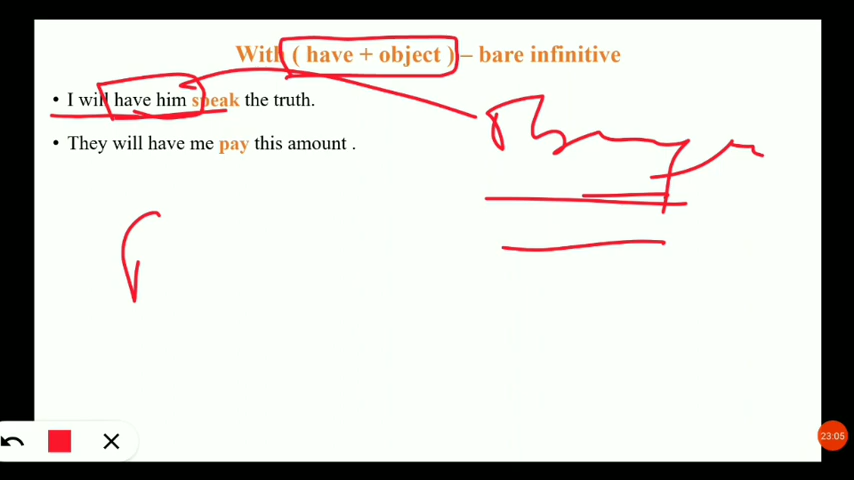 With ( have + object ) – bare infinitive
• I will have him speak the truth.
• They will have me pay this amount .
23:05